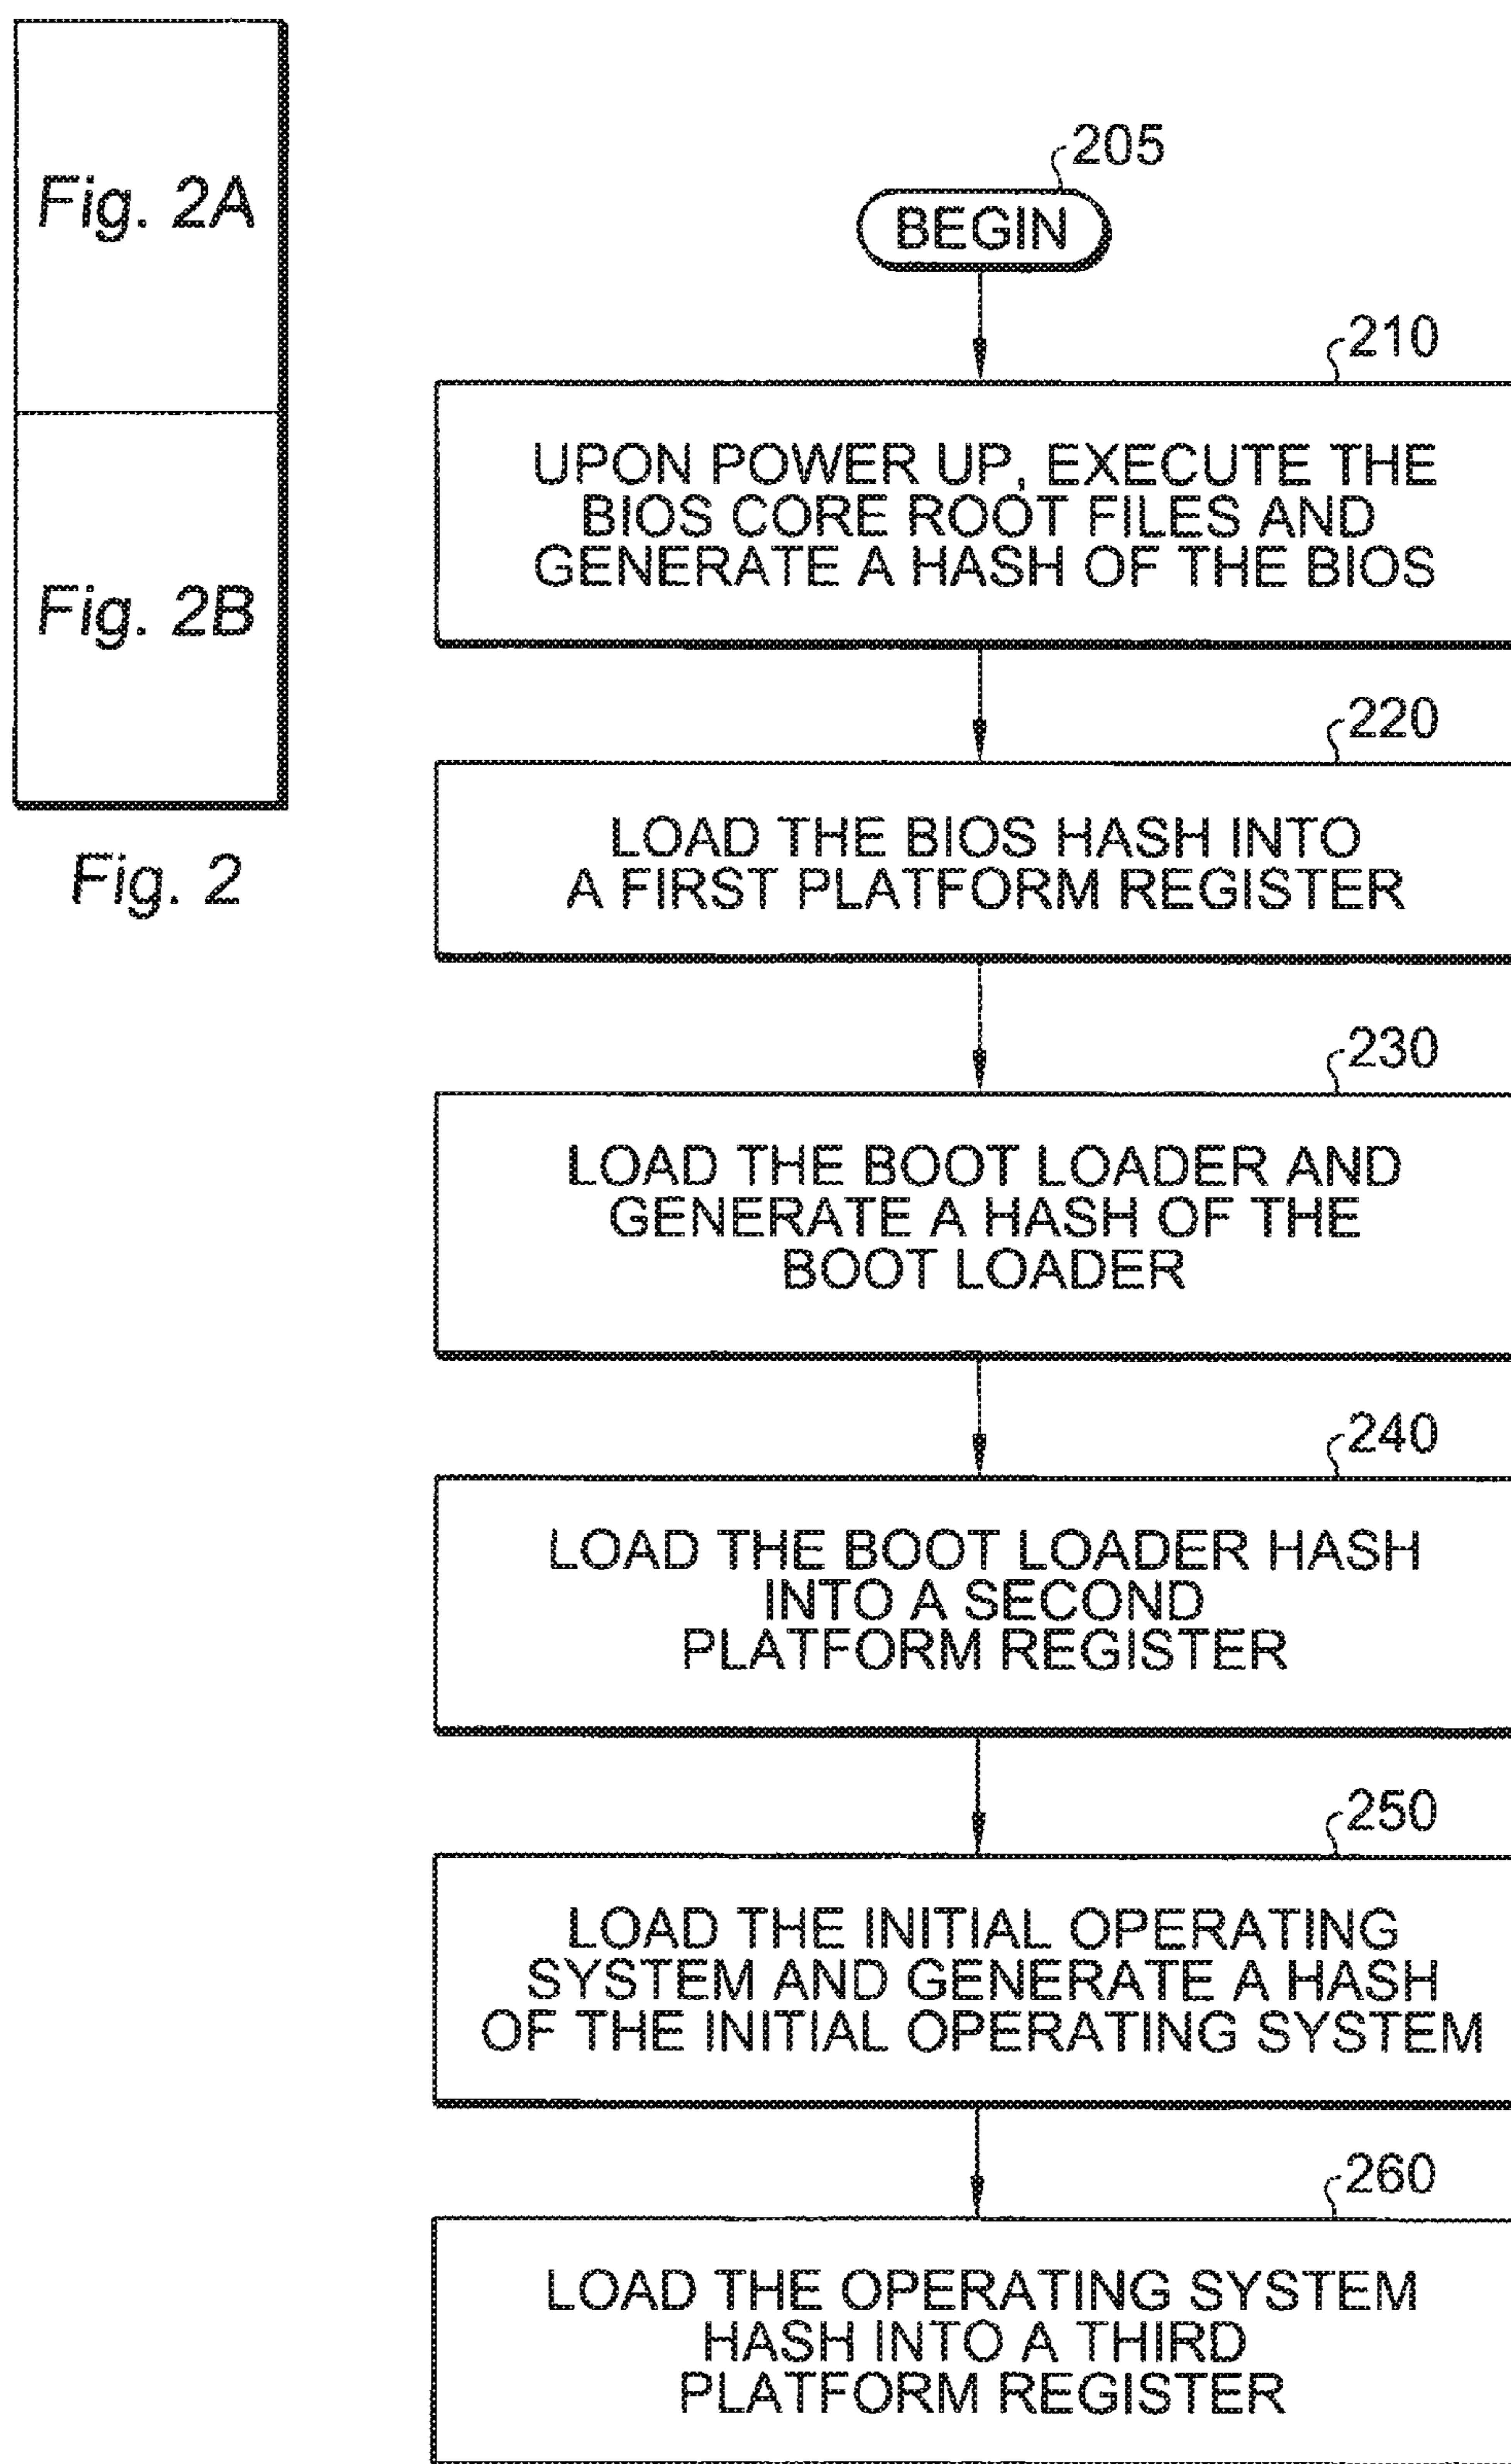 Fig. 2A
Fig. 2B
Fig. 2
205
BEGIN
210
UPON POWER UP, EXECUTE THE
BIOS CORE ROOT FILES AND
GENERATE A HASH OF THE BIOS
220
LOAD THE BIOS HASH INTO
A FIRST PLATFORM REGISTER
230
LOAD THE BOOT LOADER AND
GENERATE A HASH OF THE
BOOT LOADER
240
LOAD THE BOOT LOADER HASH
INTO A SECOND
PLATFORM REGISTER
250
LOAD THE INITIAL OPERATING
SYSTEM AND GENERATE A HASH
OF THE INITIAL OPERATING SYSTEM
260
LOAD THE OPERATING SYSTEM
HASH INTO A THIRD
PLATFORM REGISTER